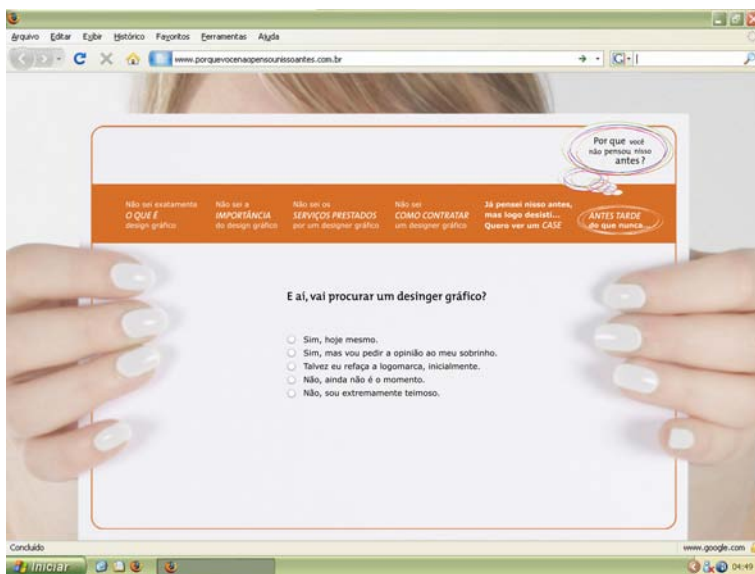 Arquivo Editar Exibir Histórico Favoritos Ferramentas Ajuda
www.porquevocenaopensounissoantes.com.br
G
Por que você
não pensou nisso
antes?
Não sei exatamente
O QUE É
design gráfico
Não sei a
IMPORTÂNCIA
do design gráfico
Não sei os
SERVIÇOS PRESTADOS
por um designer gráfico
Não sei
COMO CONTRATAR
um designer gráfico
Já pensei nisso antes,
mas logo desisti...
Quero ver um CASE
ANTES TARDE
do que nunca...
E aí, vai procurar um desinger gráfico?
Sim, hoje mesmo.
Sim, mas vou pedir a opinião ao meu sobrinho.
Talvez eu refaça a logomarca, inicialmente.
Não, ainda não é o momento.
Não, sou extremamente teimoso.
Concluído
www.google.com
Iniciar
04:49